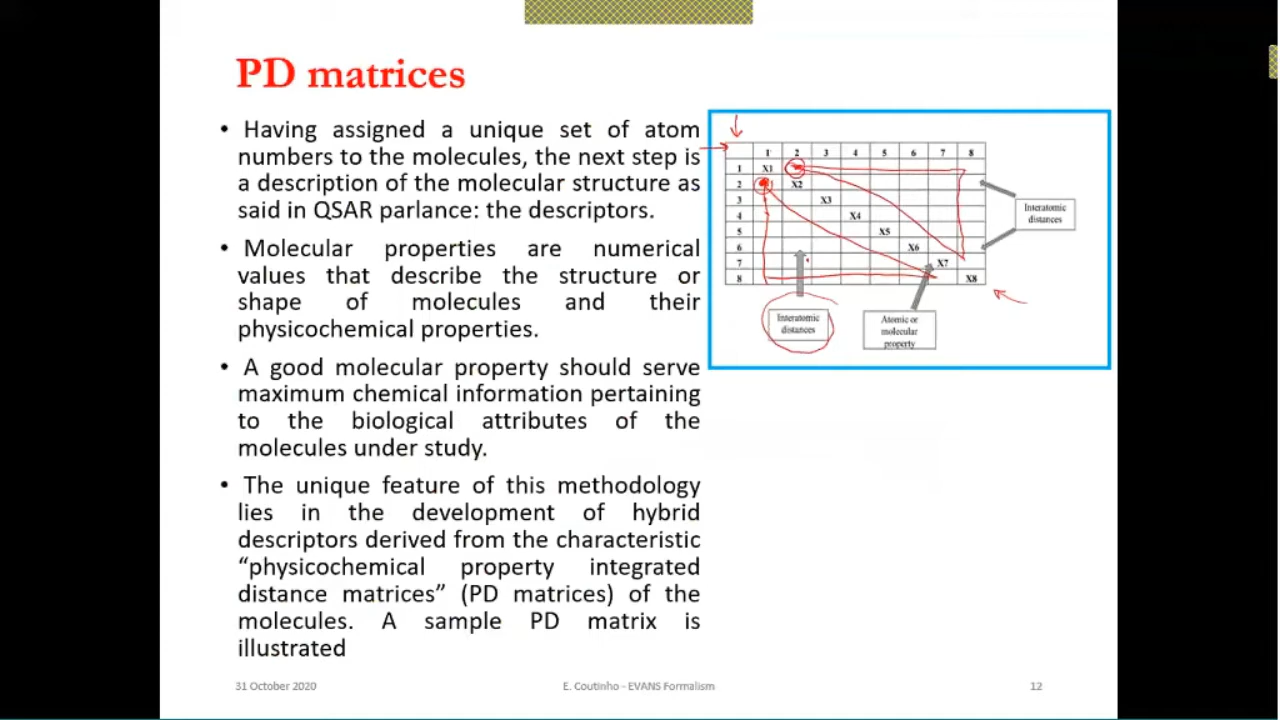 PD matrices
• Having assigned a unique set of atom
numbers to the molecules, the next step is
a description of the molecular structure as
said in QSAR parlance: the descriptors.
• Molecular properties are numerical
values that describe the structure or
shape of molecules and their
physicochemical properties.
• A good molecular property should serve
maximum chemical information pertaining
to the biological attributes of the
molecules under study.
• The unique feature of this methodology
lies in the development of hybrid
descriptors derived from the characteristic
“physicochemical property integrated
distance matrices” (PD matrices) of the
molecules. A sample PD matrix is
illustrated
1 2 3 4 5 6 7 8
1 X1
2 X2
3 X3
4 X4
5 X5
6 X6
7 X7
8 X8
Interatomic
distances
Interatomic
distances
Atomic or
molecular
property
31 October 2020
E. Coutinho - EVANS Formalism
12